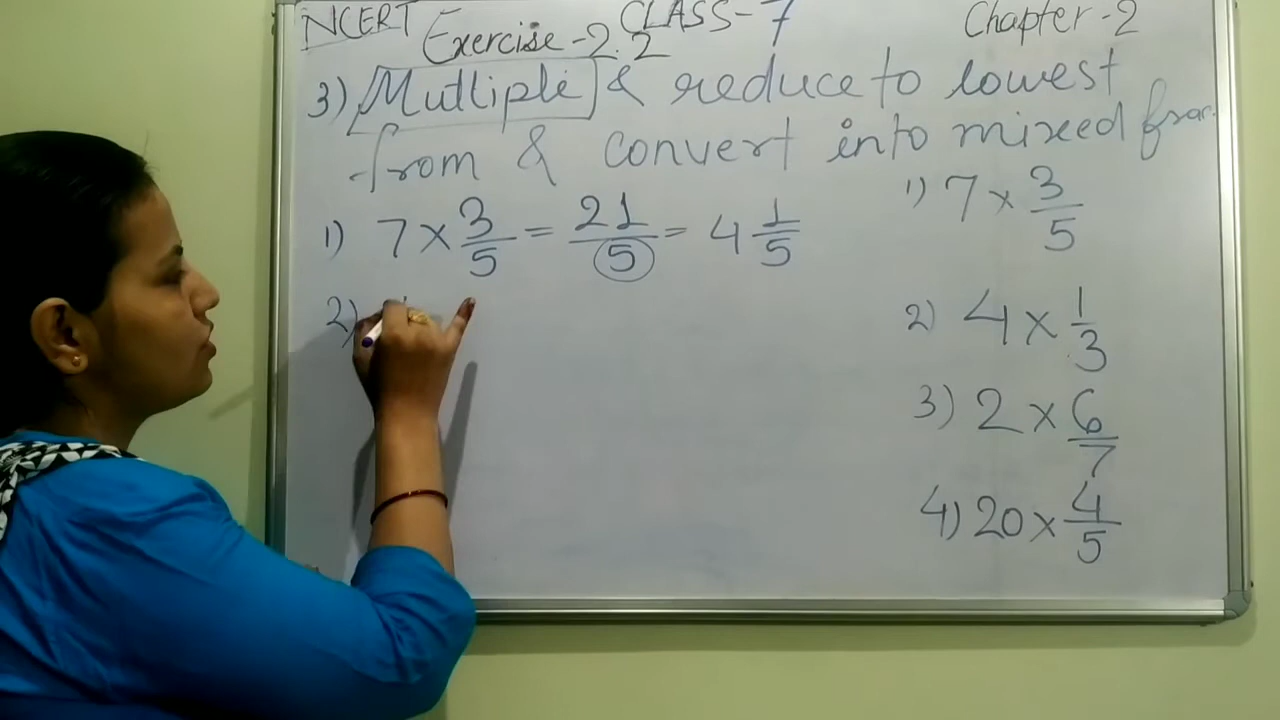 NCERT Exercise-2.2 CLASS-7 Chapter-2
3) Mutliple & reduce to lowest
from & convert into mixed frac.
1) 7 × 3/5 = 21/5 = 4 1/5
2)
1) 7 × 3/5
2) 4 × 1/3
3) 2 × 6/7
4) 20 × 4/5